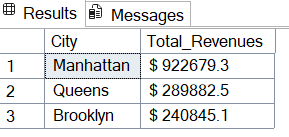 Results Messages
City Total_Revenues
1 Manhattan $ 922679.3
2 Queens $ 289882.5
3 Brooklyn $ 240845.1